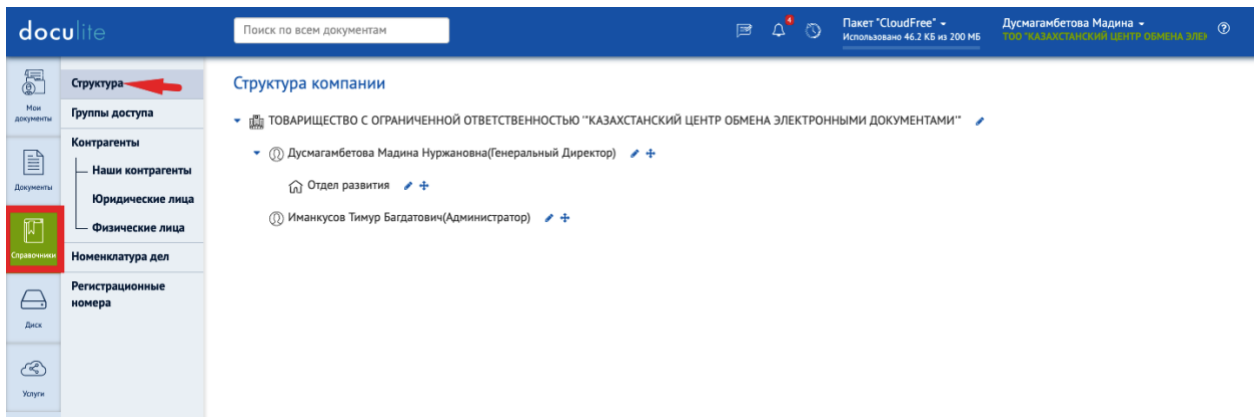 doculite
Поиск по всем документам
4
Пакет "CloudFree"
Использовано 46.2 КБ из 200 МБ
Дусмагамбетова Мадина
ТОО "КАЗАХСТАНСКИЙ ЦЕНТР ОБМЕНА ЭЛЕК
Мои
документы
Документы
Справочники
Диск
Услуги
Структура
Группы доступа
Контрагенты
Наши контрагенты
Юридические лица
Физические лица
Номенклатура дел
Регистрационные
номера
Структура компании
ТОВАРИЩЕСТВО С ОГРАНИЧЕННОЙ ОТВЕТСТВЕННОСТЬЮ '"КАЗАХСТАНСКИЙ ЦЕНТР ОБМЕНА ЭЛЕКТРОННЫМИ ДОКУМЕНТАМИ"'
Дусмагамбетова Мадина Нуржановна(Генеральный Директор)
Отдел развития
Иманкусов Тимур Багдатович(Администратор)